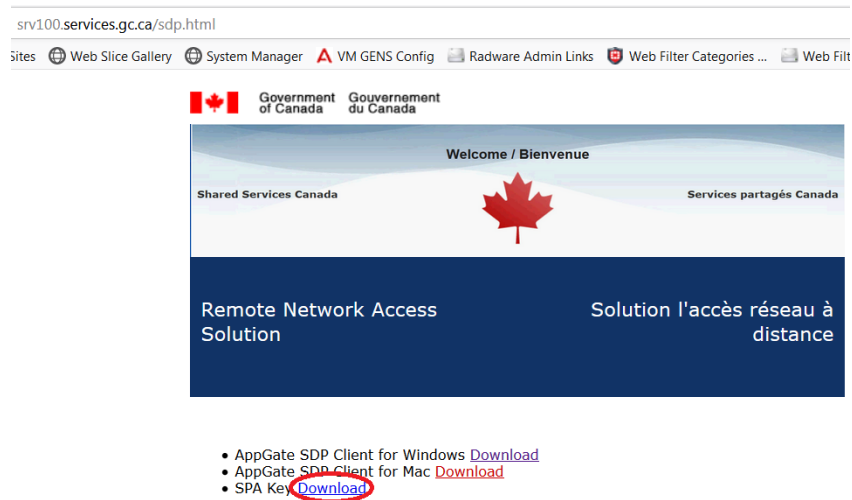 srv100.services.gc.ca/sdp.html
Sites Web Slice Gallery System Manager VM GENS Config Radware Admin Links Web Filter Categories ... Web Filt
Government Gouvernement
of Canada du Canada
Welcome / Bienvenue
Shared Services Canada Services partagés Canada
Remote Network Access Solution l'accès réseau à
Solution distance
• AppGate SDP Client for Windows Download
• AppGate SDP Client for Mac Download
• SPA Key Download